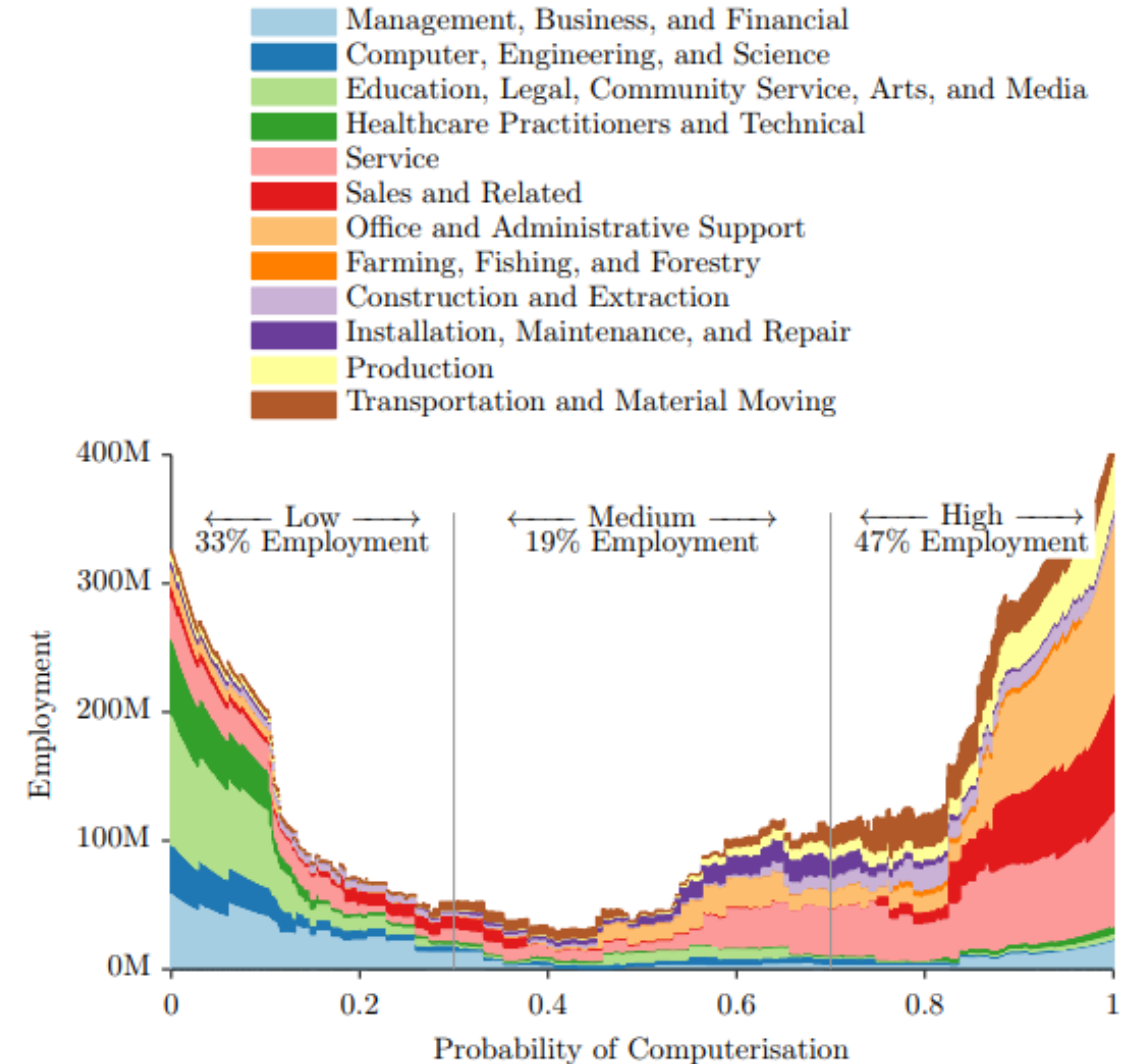 Management, Business, and Financial
Computer, Engineering, and Science
Education, Legal, Community Service, Arts, and Media
Healthcare Practitioners and Technical
Service
Sales and Related
Office and Administrative Support
Farming, Fishing, and Forestry
Construction and Extraction
Installation, Maintenance, and Repair
Production
Transportation and Material Moving
400M
300M
200M
100M
0M
Employment
←— Low —→
33% Employment
←— Medium —→
19% Employment
←— High —→
47% Employment
0
0.2
0.4
0.6
0.8
1
Probability of Computerisation